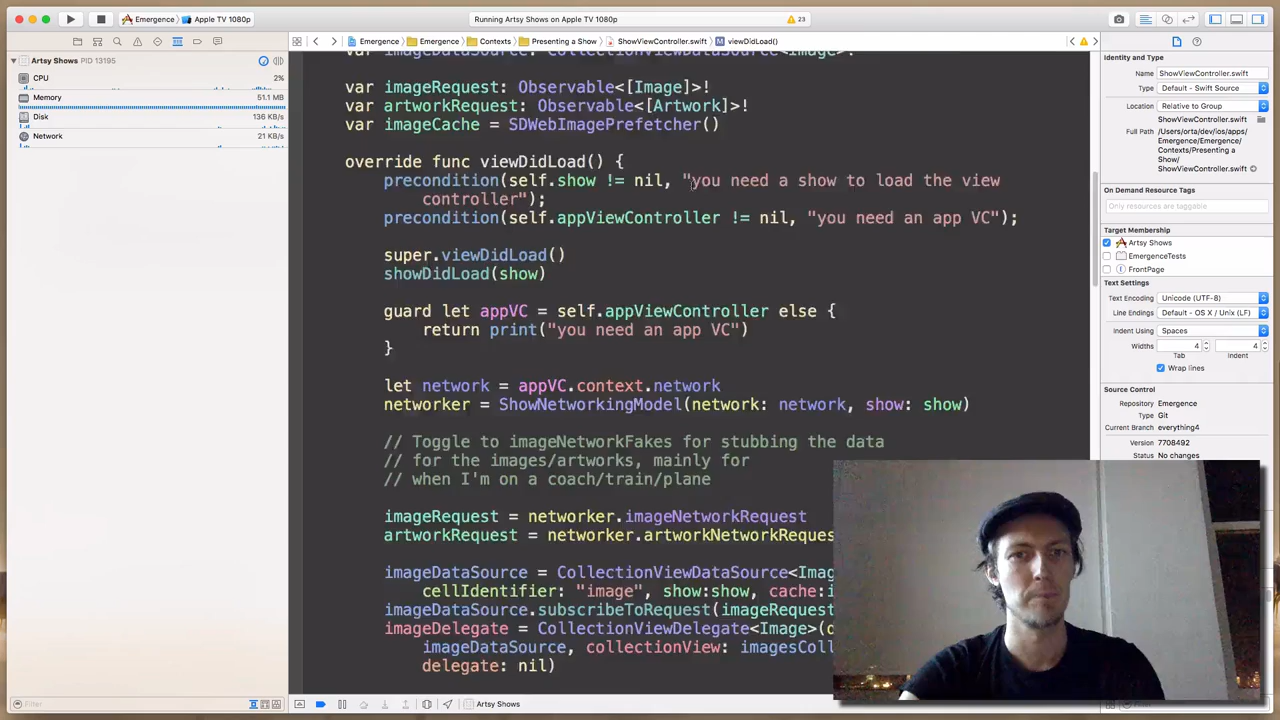 Emergence
Apple TV 1080p
Running Artsy Shows on Apple TV 1080p
23
Emergence
Emergence
Contexts
Presenting a Show
ShowViewController.swift
M
viewDidLoad()
Artsy Shows PID 13195
CPU
2%
Memory
51.1 MB
Disk
136 KB/s
Network
21 KB/s
var imageDataSource: CollectionViewDataSource<Image>!
var imageRequest: Observable<[Image]>!
var artworkRequest: Observable<[Artwork]>!
var imageCache = SDWebImagePrefetcher()
override func viewDidLoad() {
precondition(self.show != nil, "you need a show to load the view
controller");
precondition(self.appViewController != nil, "you need an app VC");
super.viewDidLoad()
showDidLoad(show)
guard let appVC = self.appViewController else {
return print("you need an app VC")
}
let network = appVC.context.network
networker = ShowNetworkingModel(network: network, show: show)
// Toggle to imageNetworkFakes for stubbing the data
// for the images/artworks, mainly for
// when I'm on a coach/train/plane
imageRequest = networker.imageNetworkRequest
artworkRequest = networker.artworkNetworkReques
imageDataSource = CollectionViewDataSource<Ima
cellIdentifier: "image", show:show, cache:i
imageDataSource.subscribeToRequest(imageRequest
imageDelegate = CollectionViewDelegate<Image>(d
imageDataSource, collectionView: imagesColl
delegate: nil)
Identity and Type
Name ShowViewController.swift
Type Default - Swift Source
Location Relative to Group
ShowViewController.swift
Full Path /Users/orta/dev/ios/apps/
Emergence/Emergence/
Contexts/Presenting a
Show/
ShowViewController.swift
On Demand Resource Tags
Only resources are taggable
Target Membership
Artsy Shows
EmergenceTests
FrontPage
Text Settings
Text Encoding Unicode (UTF-8)
Line Endings Default - OS X / Unix (LF)
Indent Using Spaces
Widths 4 4
Tab Indent
Wrap lines
Source Control
Repository Emergence
Type Git
Current Branch everything4
Version 7708492
Status No changes
Filter
Artsy Shows